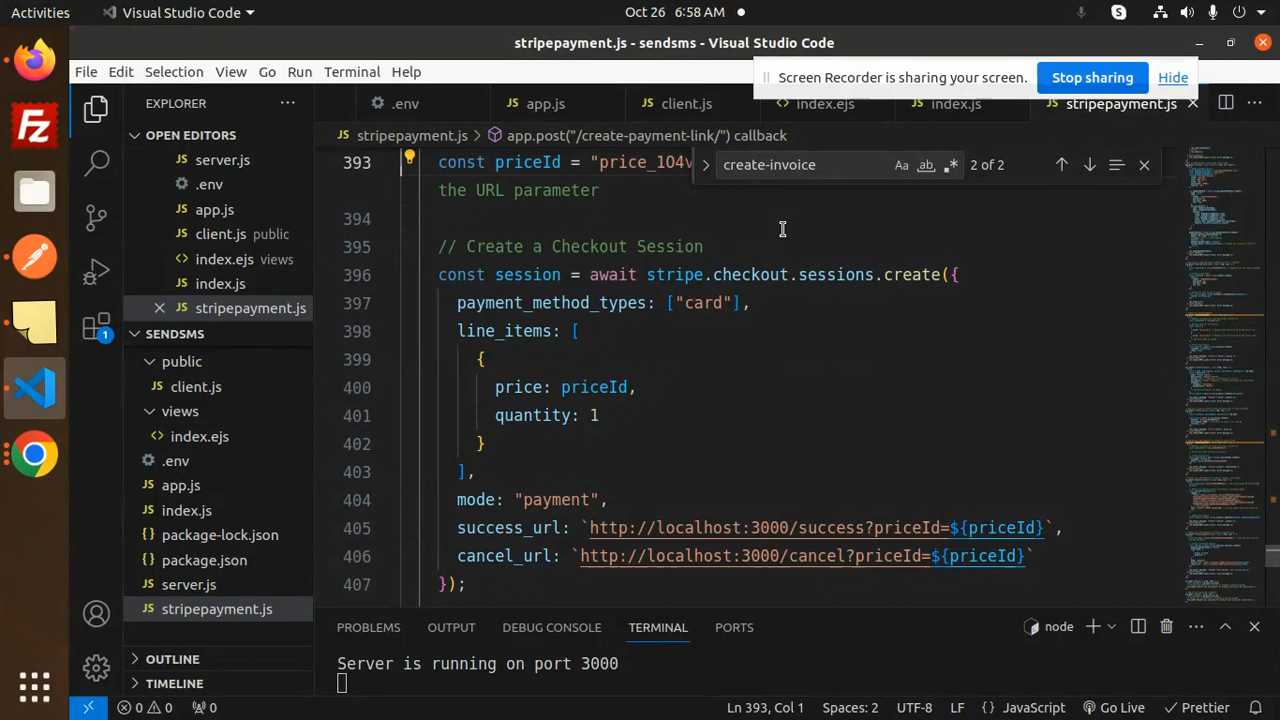 Activities
Visual Studio Code
Oct 26 6:58 AM
stripepayment.js - sendsms - Visual Studio Code
File Edit Selection View Go Run Terminal Help
Screen Recorder is sharing your screen.
Stop sharing
Hide
EXPLORER
.env
app.js
client.js
index.ejs
index.js
stripepayment.js
OPEN EDITORS
server.js
.env
app.js
client.js public
index.ejs views
index.js
stripepayment.js
SENDSMS
public
client.js
views
index.ejs
.env
app.js
index.js
package-lock.json
package.json
server.js
stripepayment.js
OUTLINE
TIMELINE
1
stripepayment.js > app.post("/create-payment-link/") callback
create-invoice
Aa ab 2 of 2
393 const priceId = "price_1O4v
the URL parameter
394
395 // Create a Checkout Session
396 const session = await stripe.checkout.sessions.create({
397 payment_method_types: ["card"],
398 line_items: [
399 {
400 price: priceId,
401 quantity: 1
402 }
403 ],
404 mode: "payment",
405 success_url: `http://localhost:3000/success?priceId=${priceId}`,
406 cancel_url: `http://localhost:3000/cancel?priceId=${priceId}`
407 });
PROBLEMS OUTPUT DEBUG CONSOLE TERMINAL PORTS
node
Server is running on port 3000
0 0 0
Ln 393, Col 1
Spaces: 2
UTF-8
LF
{} JavaScript
Go Live
Prettier